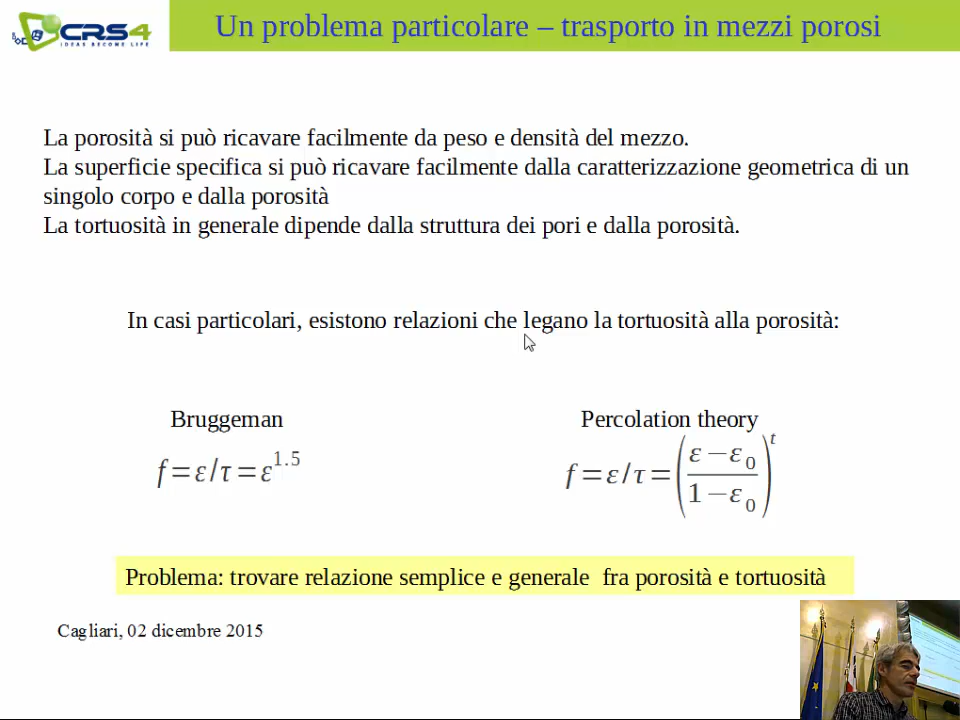 CRS4
IDEAS BECOME LIFE
Un problema particolare – trasporto in mezzi porosi
La porosità si può ricavare facilmente da peso e densità del mezzo.
La superficie specifica si può ricavare facilmente dalla caratterizzazione geometrica di un
singolo corpo e dalla porosità
La tortuosità in generale dipende dalla struttura dei pori e dalla porosità.
In casi particolari, esistono relazioni che legano la tortuosità alla porosità:
Bruggeman
f = ε / τ = ε^1.5
Percolation theory
f = ε / τ = ((ε − ε_0) / (1 − ε_0))^t
Problema: trovare relazione semplice e generale  fra porosità e tortuosità
Cagliari, 02 dicembre 2015